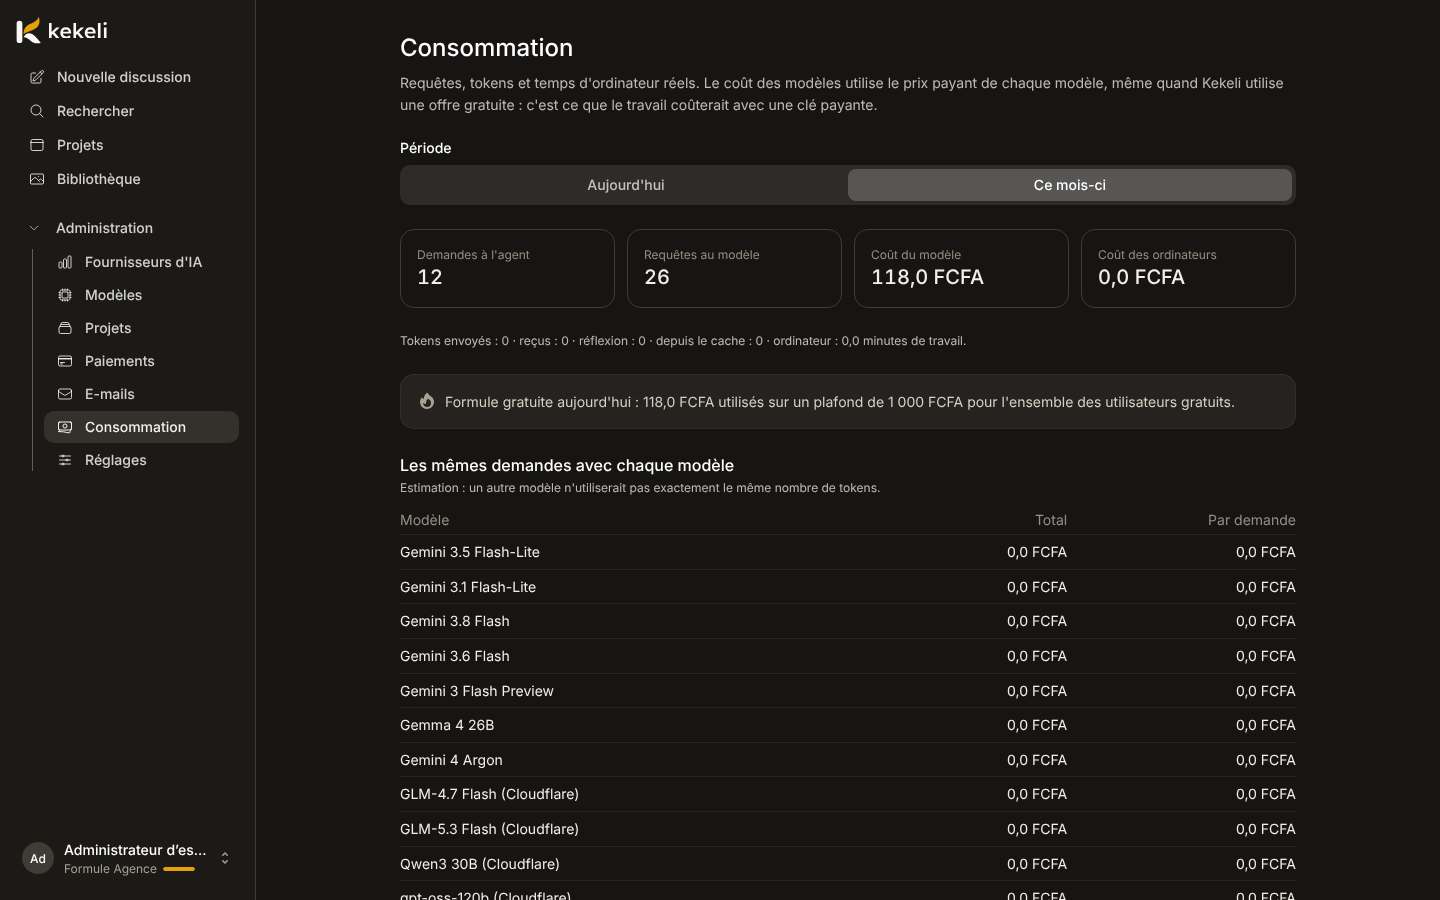 kekeli
Nouvelle discussion
Rechercher
Projets
Bibliothèque
Administration
Fournisseurs d'IA
Modèles
Projets
Paiements
E-mails
Consommation
Réglages
Ad
Administrateur d'es...
Formule Agence
Consommation
Requêtes, tokens et temps d'ordinateur réels. Le coût des modèles utilise le prix payant de chaque modèle, même quand Kekeli utilise
une offre gratuite : c'est ce que le travail coûterait avec une clé payante.
Période
Aujourd'hui
Ce mois-ci
Demandes à l'agent
12
Requêtes au modèle
26
Coût du modèle
118,0 FCFA
Coût des ordinateurs
0,0 FCFA
Tokens envoyés : 0 · reçus : 0 · réflexion : 0 · depuis le cache : 0 · ordinateur : 0,0 minutes de travail.
Formule gratuite aujourd'hui : 118,0 FCFA utilisés sur un plafond de 1 000 FCFA pour l'ensemble des utilisateurs gratuits.
Les mêmes demandes avec chaque modèle
Estimation : un autre modèle n'utiliserait pas exactement le même nombre de tokens.
Modèle Total Par demande
Gemini 3.5 Flash-Lite 0,0 FCFA 0,0 FCFA
Gemini 3.1 Flash-Lite 0,0 FCFA 0,0 FCFA
Gemini 3.8 Flash 0,0 FCFA 0,0 FCFA
Gemini 3.6 Flash 0,0 FCFA 0,0 FCFA
Gemini 3 Flash Preview 0,0 FCFA 0,0 FCFA
Gemma 4 26B 0,0 FCFA 0,0 FCFA
Gemini 4 Argon 0,0 FCFA 0,0 FCFA
GLM-4.7 Flash (Cloudflare) 0,0 FCFA 0,0 FCFA
GLM-5.3 Flash (Cloudflare) 0,0 FCFA 0,0 FCFA
Qwen3 30B (Cloudflare) 0,0 FCFA 0,0 FCFA
gpt-oss-120b (Cloudflare) 0,0 FCFA 0,0 FCFA